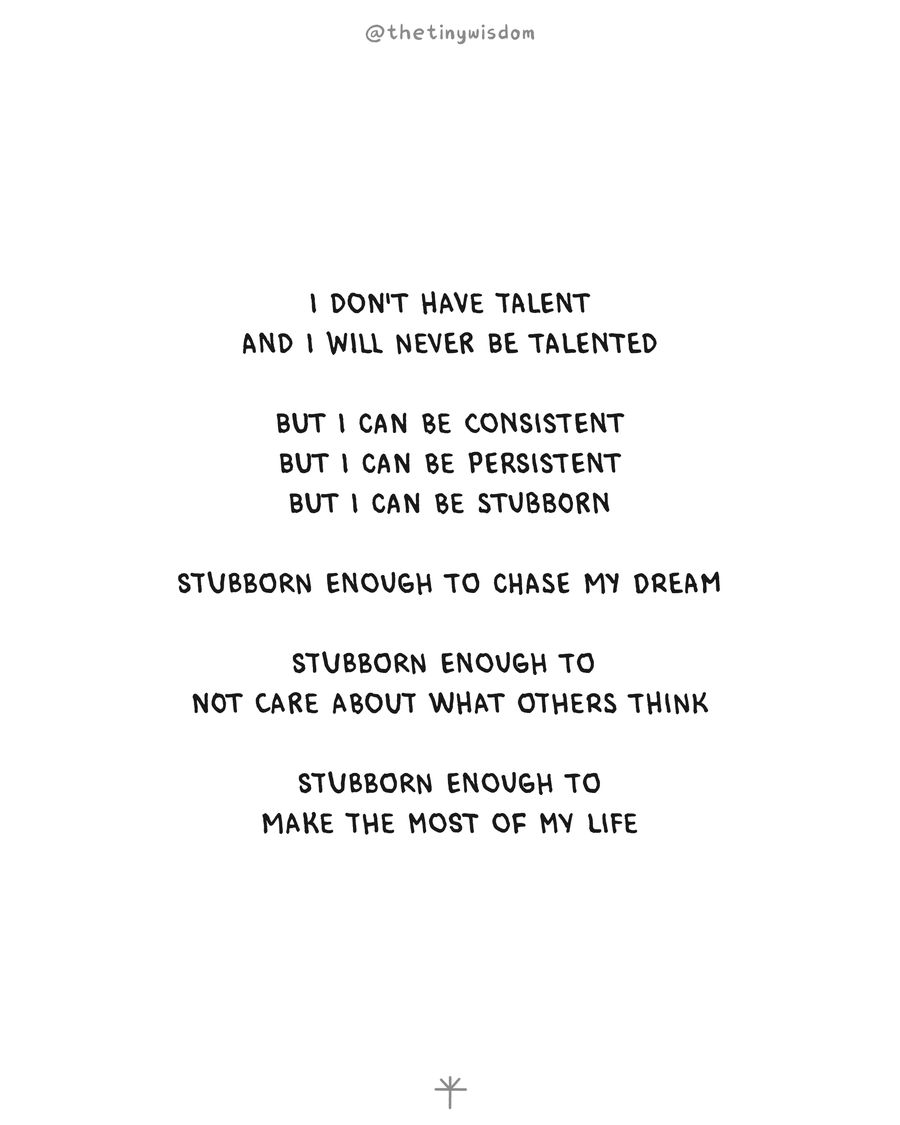 @thetinywisdom
I DON'T HAVE TALENT
AND I WILL NEVER BE TALENTED
BUT I CAN BE CONSISTENT
BUT I CAN BE PERSISTENT
BUT I CAN BE STUBBORN
STUBBORN ENOUGH TO CHASE MY DREAM
STUBBORN ENOUGH TO
NOT CARE ABOUT WHAT OTHERS THINK
STUBBORN ENOUGH TO
MAKE THE MOST OF MY LIFE